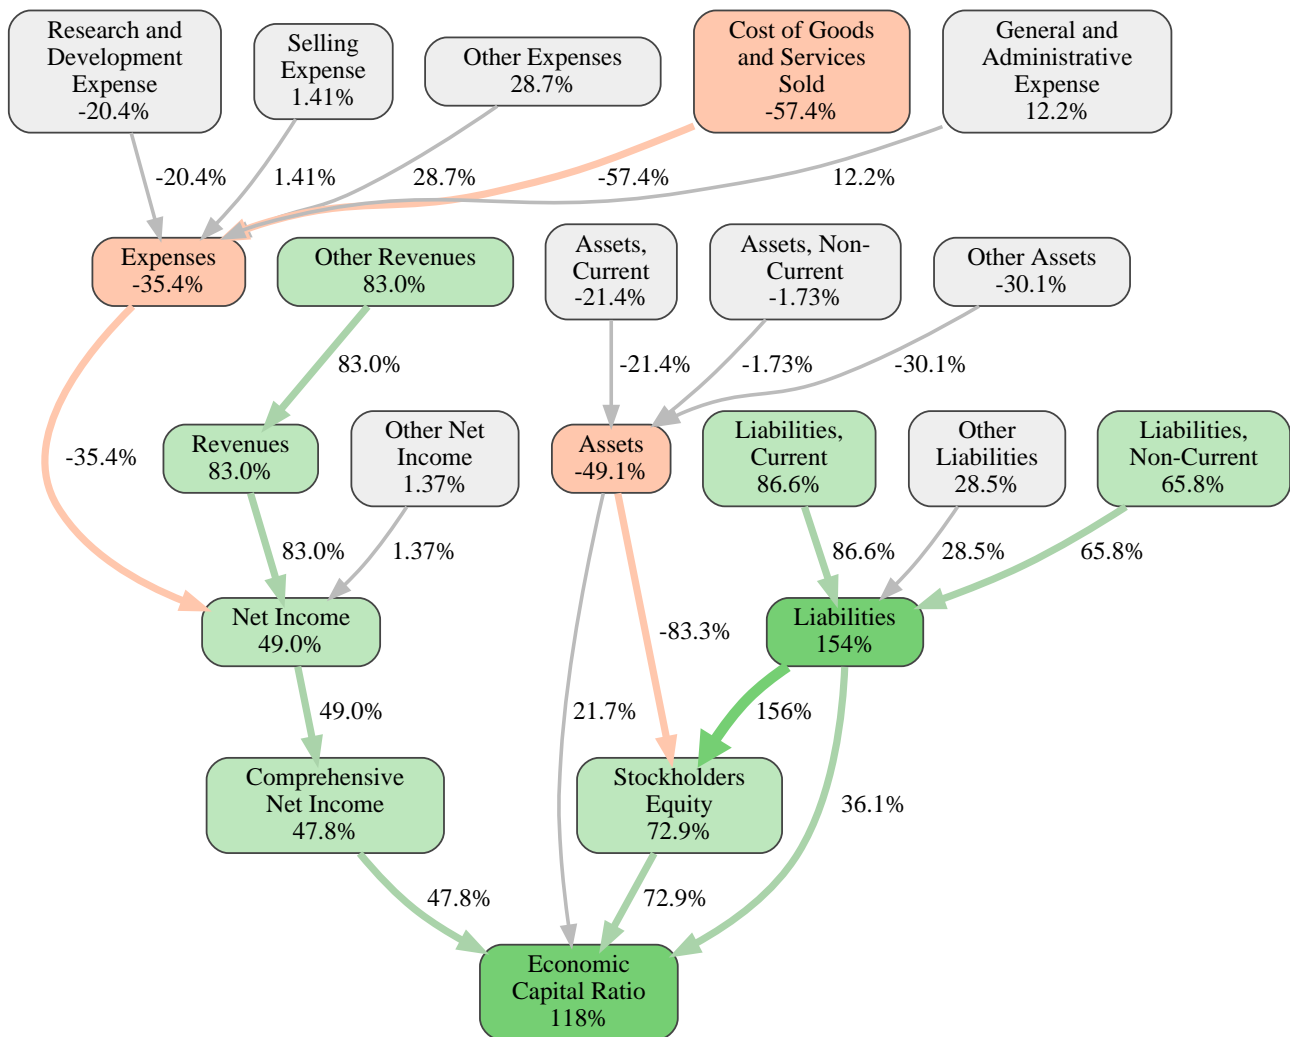 Research and
Development
Expense
-20.4%
Selling
Expense
1.41%
Other Expenses
28.7%
Cost of Goods
and Services
Sold
-57.4%
General and
Administrative
Expense
12.2%
-20.4%
1.41%
28.7%
-57.4%
12.2%
Expenses
-35.4%
Other Revenues
83.0%
Assets,
Current
-21.4%
Assets, Non-
Current
-1.73%
Other Assets
-30.1%
83.0%
-21.4%
-1.73%
-30.1%
-35.4%
Revenues
83.0%
Other Net
Income
1.37%
Assets
-49.1%
Liabilities,
Current
86.6%
Other
Liabilities
28.5%
Liabilities,
Non-Current
65.8%
83.0%
1.37%
86.6%
28.5%
65.8%
Net Income
49.0%
-83.3%
Liabilities
154%
49.0%
21.7%
156%
Comprehensive
Net Income
47.8%
Stockholders
Equity
72.9%
36.1%
47.8%
72.9%
Economic
Capital Ratio
118%